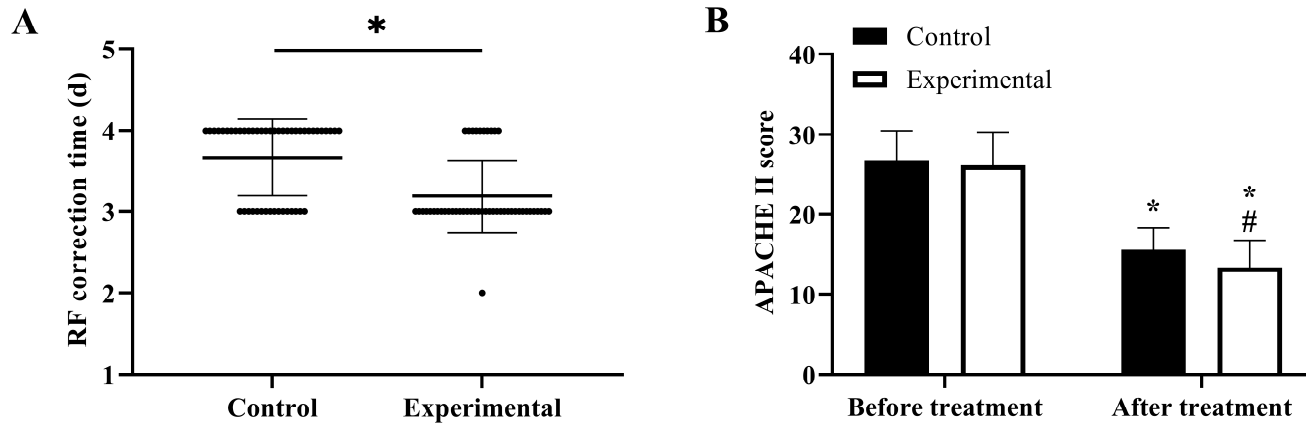 A
RF correction time (d)
5
4
3
2
1
*
Control
Experimental
B
Control
Experimental
APACHE II score
40
30
20
10
0
*
*
#
Before treatment
After treatment